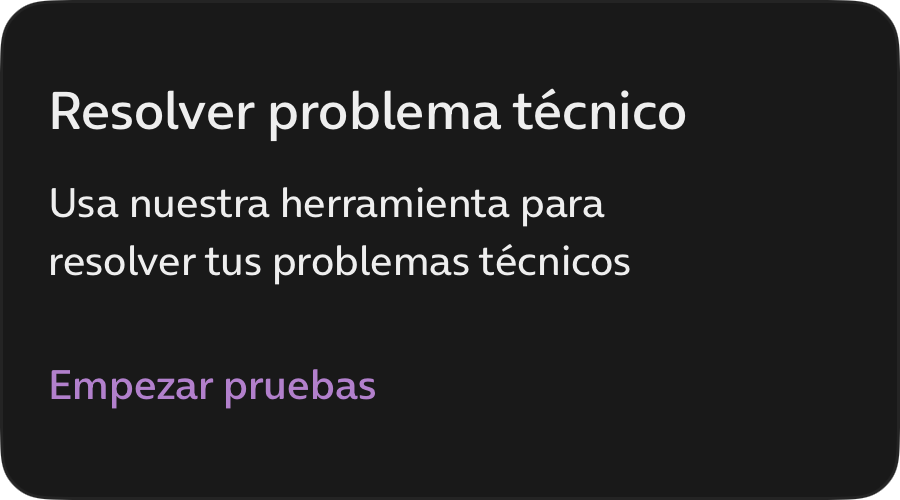 Resolver problema técnico
Usa nuestra herramienta para
resolver tus problemas técnicos
Empezar pruebas